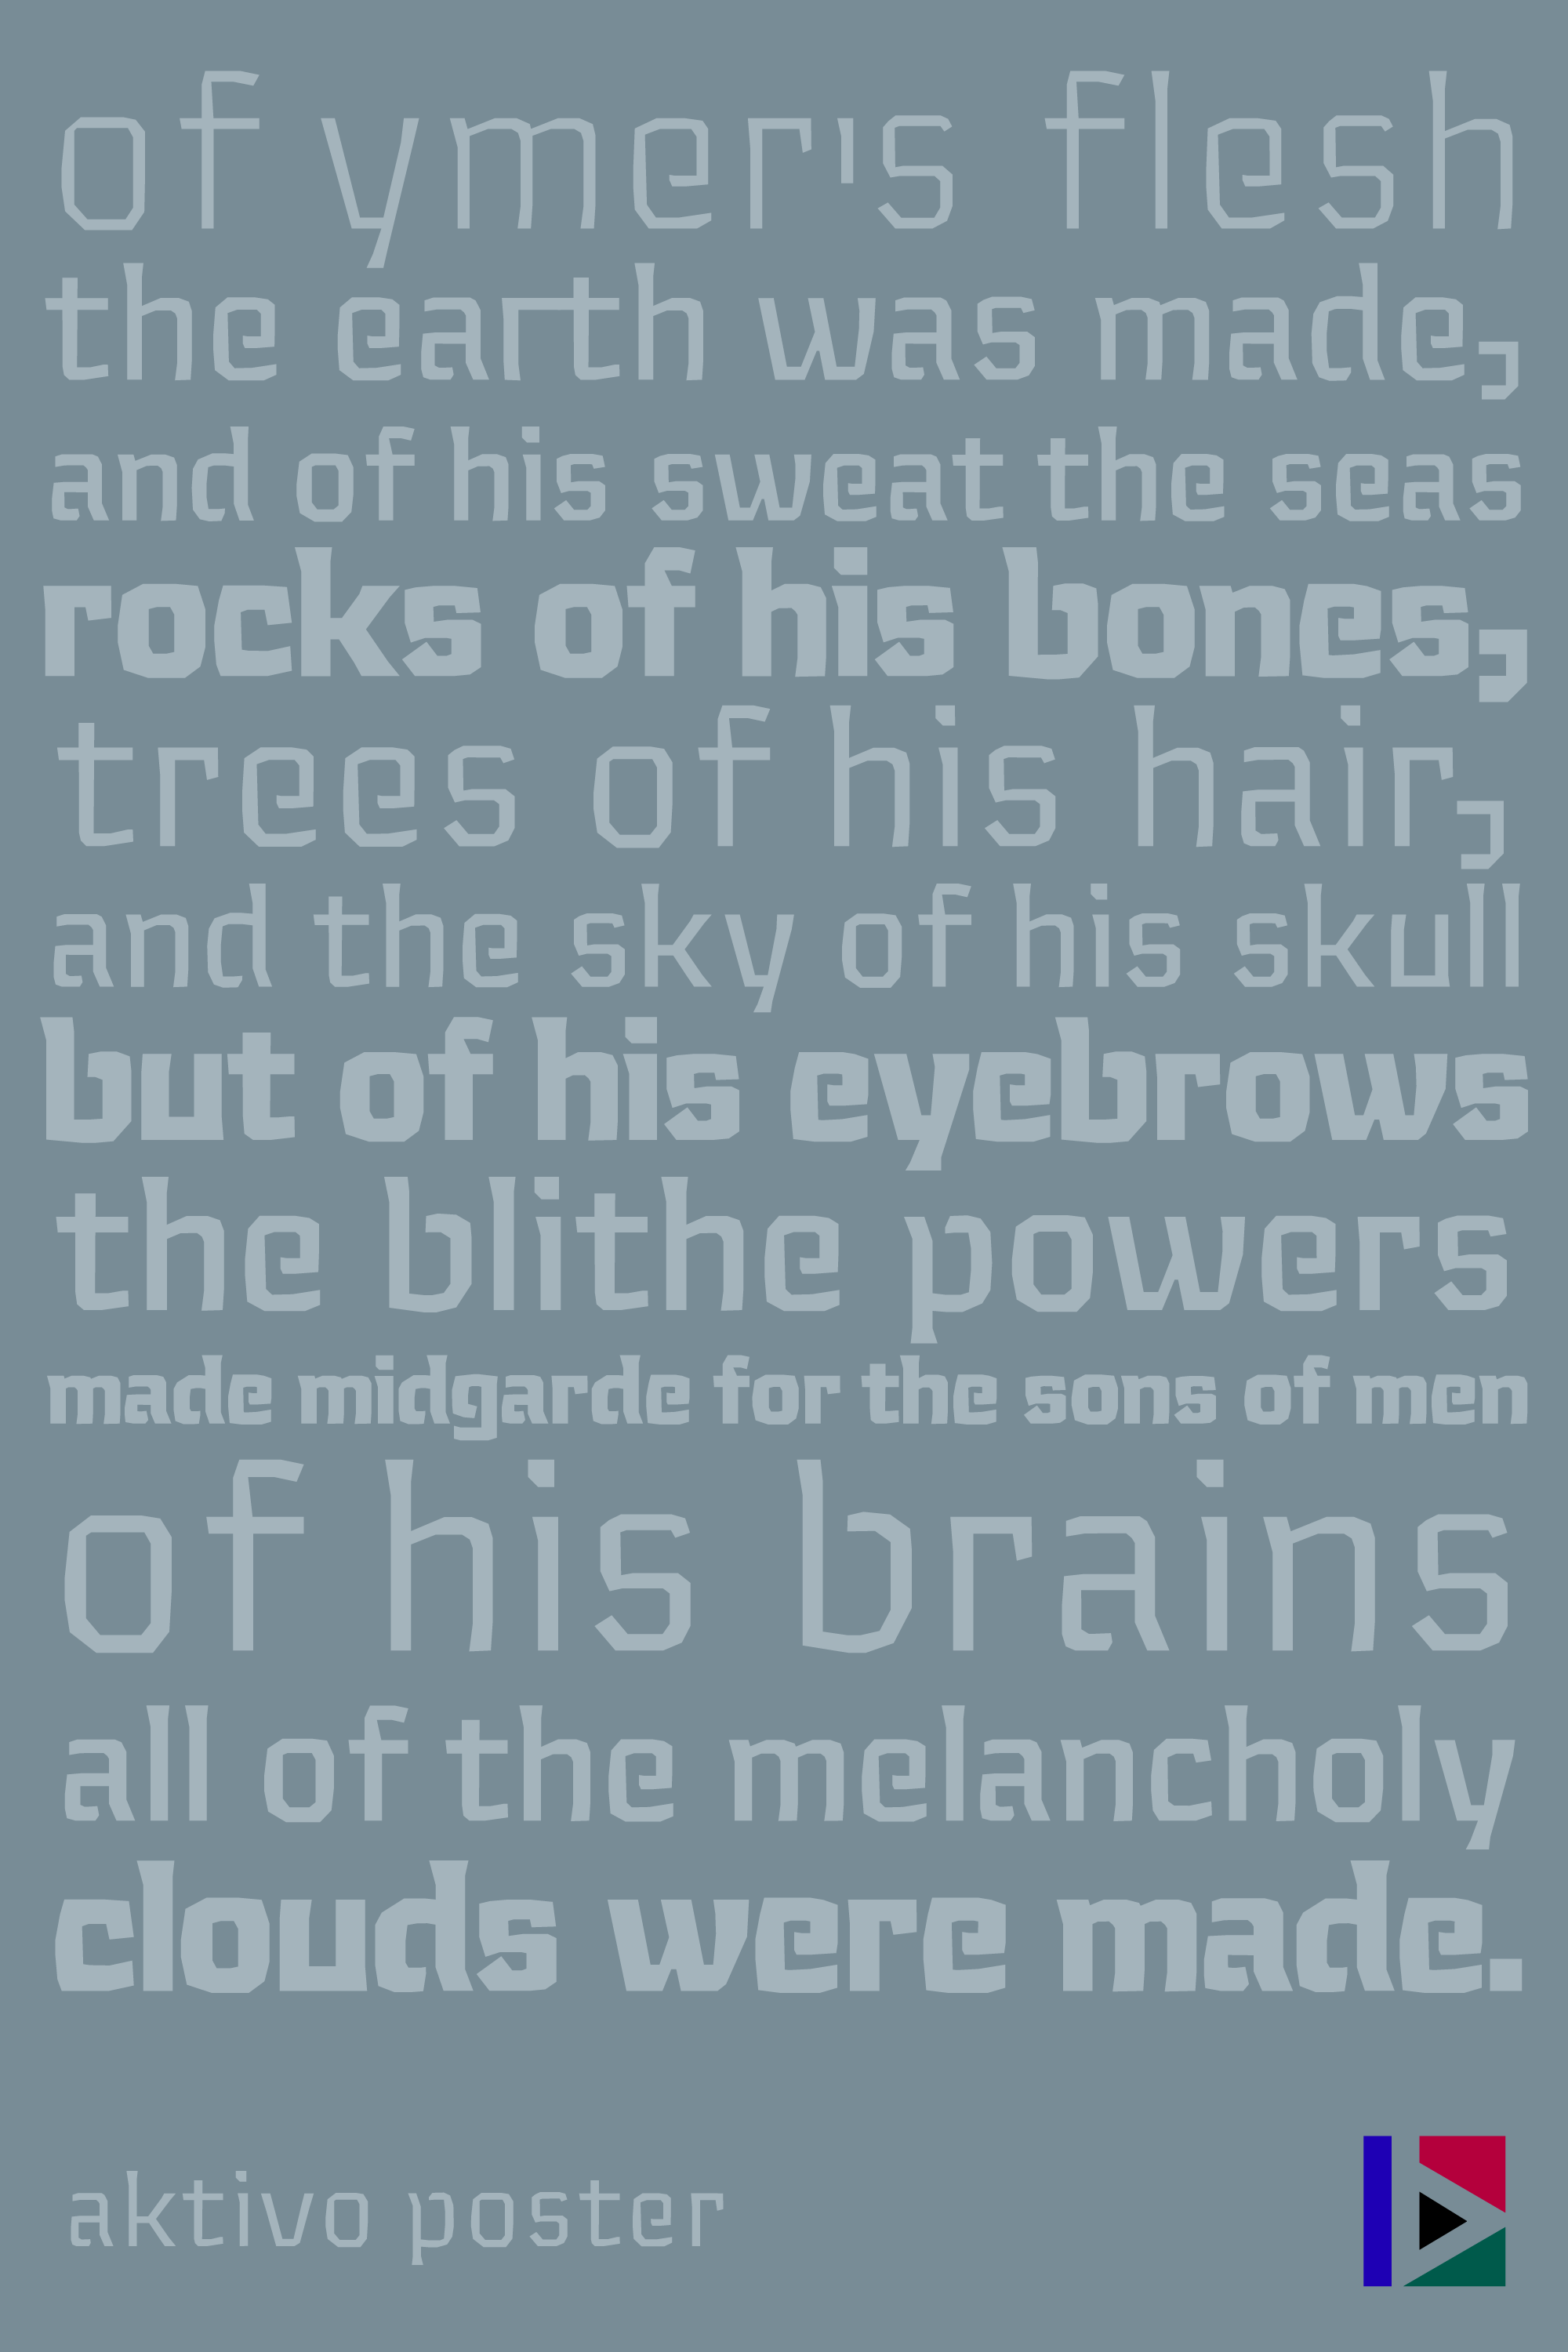 of ymer's flesh
the earth was made,
and of his sweat the seas
rocks of his bones,
trees of his hair,
and the sky of his skull
but of his eyebrows
the blithe powers
made midgarde for the sons of men
of his brains
all of the melancholy
clouds were made.
aktivo poster